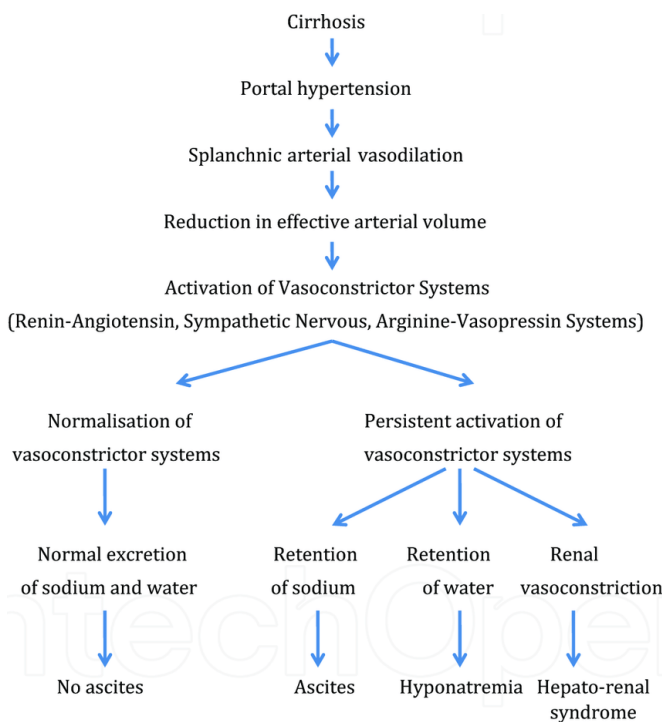 Cirrhosis
Portal hypertension
Splanchnic arterial vasodilation
Reduction in effective arterial volume
Activation of Vasoconstrictor Systems
(Renin-Angiotensin, Sympathetic Nervous, Arginine-Vasopressin Systems)
Normalisation of
vasoconstrictor systems
Persistent activation of
vasoconstrictor systems
Normal excretion
of sodium and water
Retention
of sodium
Retention
of water
Renal
vasoconstriction
No ascites
Ascites
Hyponatremia
Hepato-renal
syndrome
ntechOpe